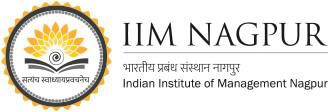 IIM NAGPUR
भारतीय प्रबंध संस्थान नागपुर
Indian Institute of Management Nagpur
सत्यंच स्वाध्यायप्रवचनेच